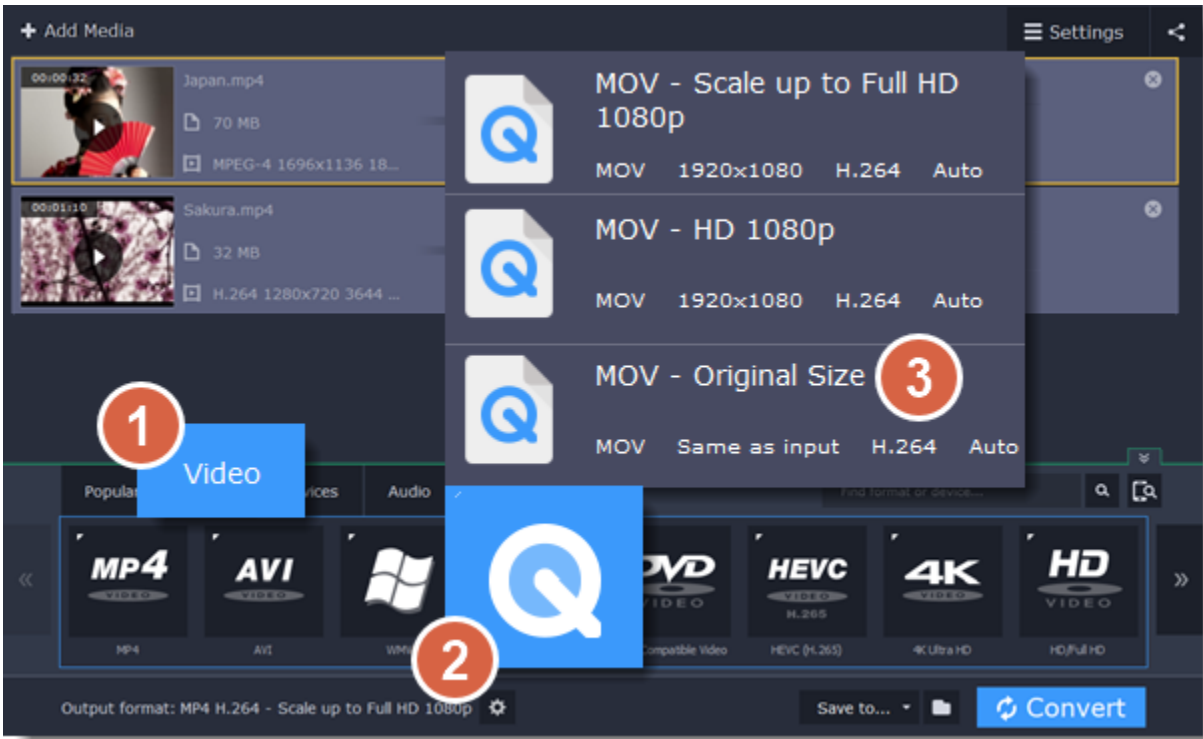 Add Media
Settings
00:00:32
Japan.mp4
70 MB
MPEG-4 1696x1136 18...
00:01:10
Sakura.mp4
32 MB
H.264 1280x720 3644 ...
MOV - Scale up to Full HD
1080p
MOV 1920x1080 H.264 Auto
MOV - HD 1080p
MOV 1920x1080 H.264 Auto
MOV - Original Size
3
MOV Same as input H.264 Auto
1
Video
Audio
Find format or device...
MP4
VIDEO
AVI
VIDEO
DVD
VIDEO
HEVC
VIDEO
H.265
4K
VIDEO
HD
VIDEO
2
MP4
AVI
Video
HEVC (H.265)
4K Ultra HD
HD/Full HD
Output format: MP4 H.264 - Scale up to Full HD 1080p
Save to...
Convert